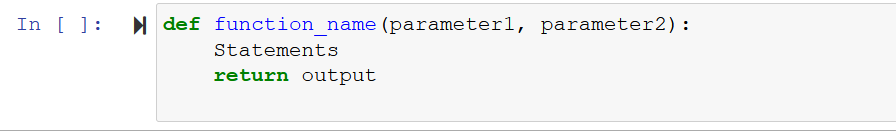 In [ ]: def function_name(parameter1, parameter2):
    Statements
    return output